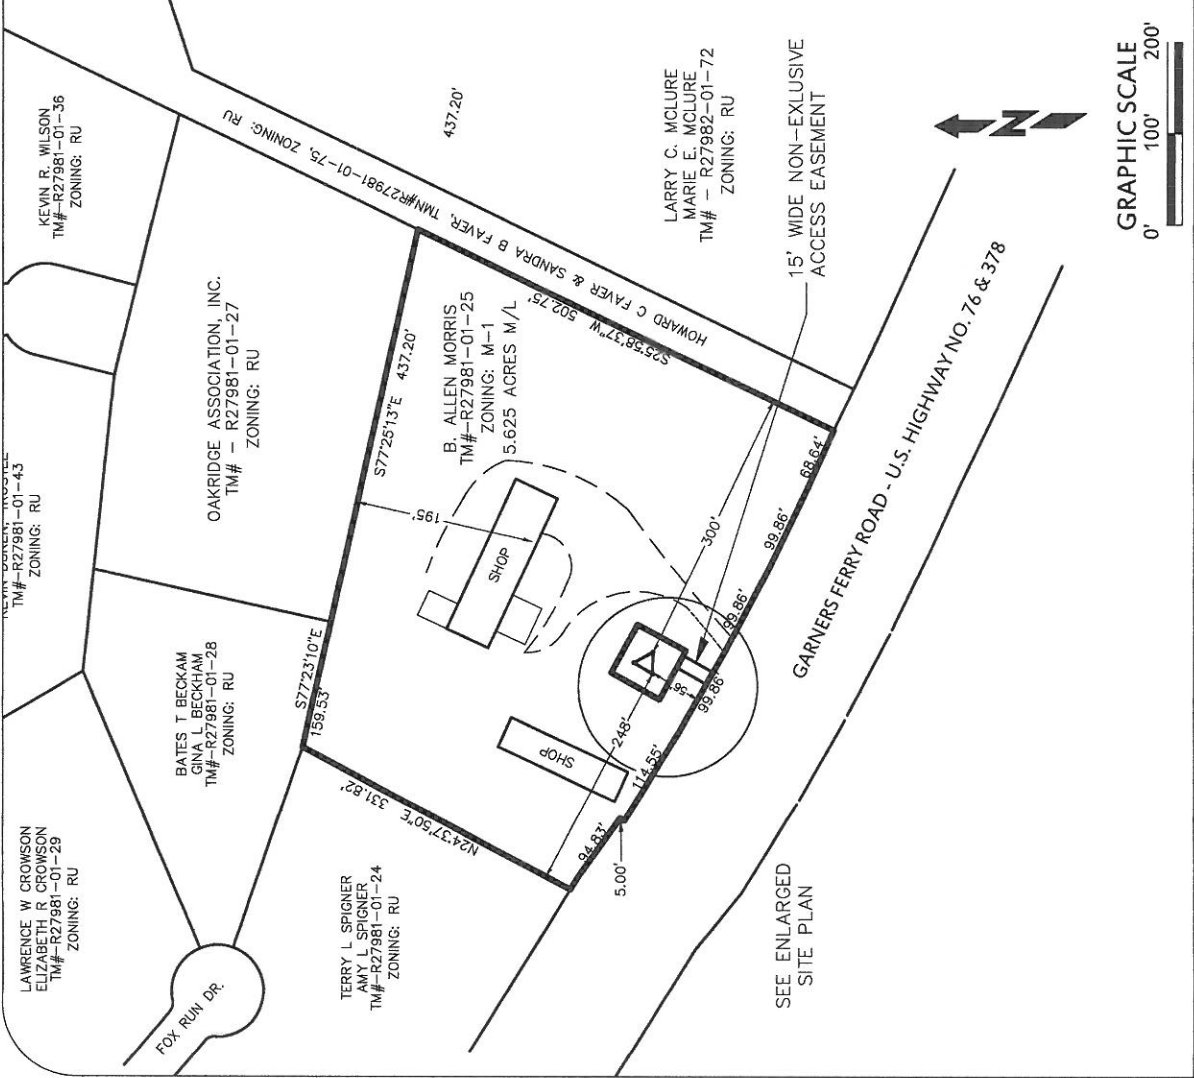 KEVIN R. WILSON
TM#-R27981-01-36
ZONING: RU
TM#-R27981-01-43
ZONING: RU
OAKRIDGE ASSOCIATION, INC.
TM# - R27981-01-27
ZONING: RU
BATES T BECKAM
GINA L BECKHAM
TM#-R27981-01-28
ZONING: RU
LAWRENCE W CROWSON
ELIZABETH R CROWSON
TM#-R27981-01-29
ZONING: RU
FOX RUN DR.
TERRY L SPIGNER
AMY L SPIGNER
TM#-R27981-01-24
ZONING: RU
HOWARD C FAVER & SANDRA B FAVER, TMN#R27981-01-75, ZONING: RU
437.20'
LARRY C. MCLURE
MARIE E. MCLURE
TM# - R27982-01-72
ZONING: RU
15' WIDE NON-EXLUSIVE
ACCESS EASEMENT
B. ALLEN MORRIS
TM#-R27981-01-25
ZONING: M-1
5.625 ACRES M/L
S77°25'13"E 437.20'
S77°23'10"E
159.53'
N24°37'50"E
331.82'
S25°58'37"W
502.75'
195'
SHOP
SHOP
300'
248'
56'
68.64'
99.86'
99.86'
99.86'
114.55'
94.83'
5.00'
GARNERS FERRY ROAD - U.S. HIGHWAY NO. 76 & 378
SEE ENLARGED
SITE PLAN
N
GRAPHIC SCALE
0' 100' 200'